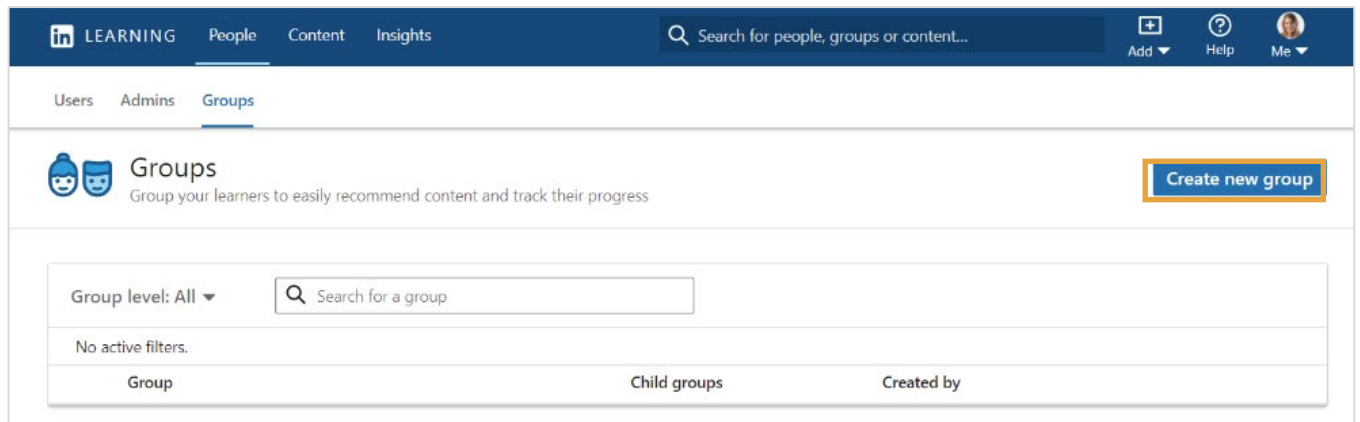 in LEARNING People Content Insights Search for people, groups or content... Add Help Me
Users Admins Groups
Groups
Group your learners to easily recommend content and track their progress
Create new group
Group level: All Search for a group
No active filters.
Group Child groups Created by